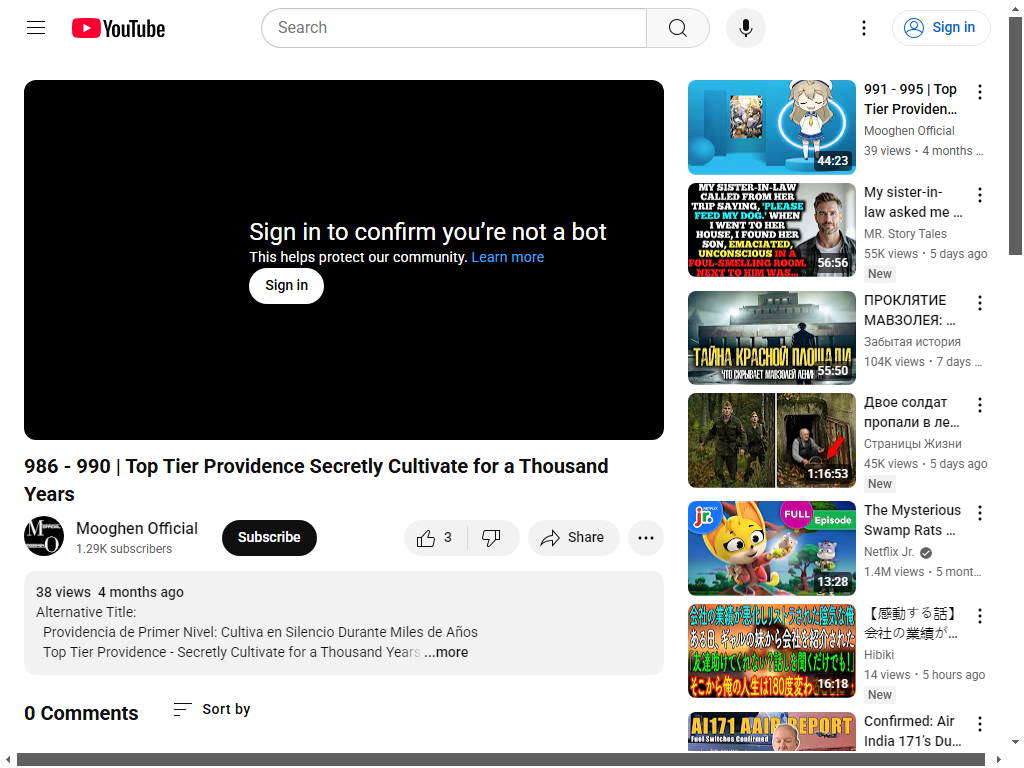 YouTube
Search
Sign in
Sign in to confirm you’re not a bot
This helps protect our community. Learn more
Sign in
986 - 990 | Top Tier Providence Secretly Cultivate for a Thousand
Years
Mooghen Official
1.29K subscribers
Subscribe
3
Share
38 views 4 months ago
Alternative Title:
Providencia de Primer Nivel: Cultiva en Silencio Durante Miles de Años
Top Tier Providence - Secretly Cultivate for a Thousand Years ...more
0 Comments
Sort by
44:23
991 - 995 | Top
Tier Providen…
Mooghen Official
39 views • 4 months ...
MY SISTER-IN-LAW
CALLED FROM HER
TRIP SAYING, 'PLEASE
FEED MY DOG.' WHEN
I WENT TO HER
HOUSE, I FOUND HER
SON, EMACIATED,
UNCONSCIOUS IN A
FOUL-SMELLING ROOM.
NEXT TO HIM WAS...
56:56
My sister-in-
law asked me …
MR. Story Tales
55K views • 5 days ago
New
ТАЙНА КРАСНОЙ ПЛОЩАДИ
ЧТО СКРЫВАЕТ МАВЗОЛЕЙ
55:50
ПРОКЛЯТИЕ
МАВЗОЛЕЯ: …
Забытая история
104K views • 7 days ...
1:16:53
Двое солдат
пропали в ле…
Страницы Жизни
45K views • 5 days ago
New
NETFLIX
jr.
FULL
Episode
13:28
The Mysterious
Swamp Rats …
Netflix Jr.
1.4M views • 5 mont...
会社の業績が悪化しリストラされた陰気な俺
ある日、ギャルの妹から会社を紹介された
「友達助けてくれない?話しを聞くだけでも!」
そこから俺の人生は180度変わ
16:18
【感動する話】
会社の業績が…
Hibiki
14 views • 5 hours ago
New
AI171 AAIB REPORT
Fuel Switches Confirmed
Confirmed: Air
India 171’s Du…